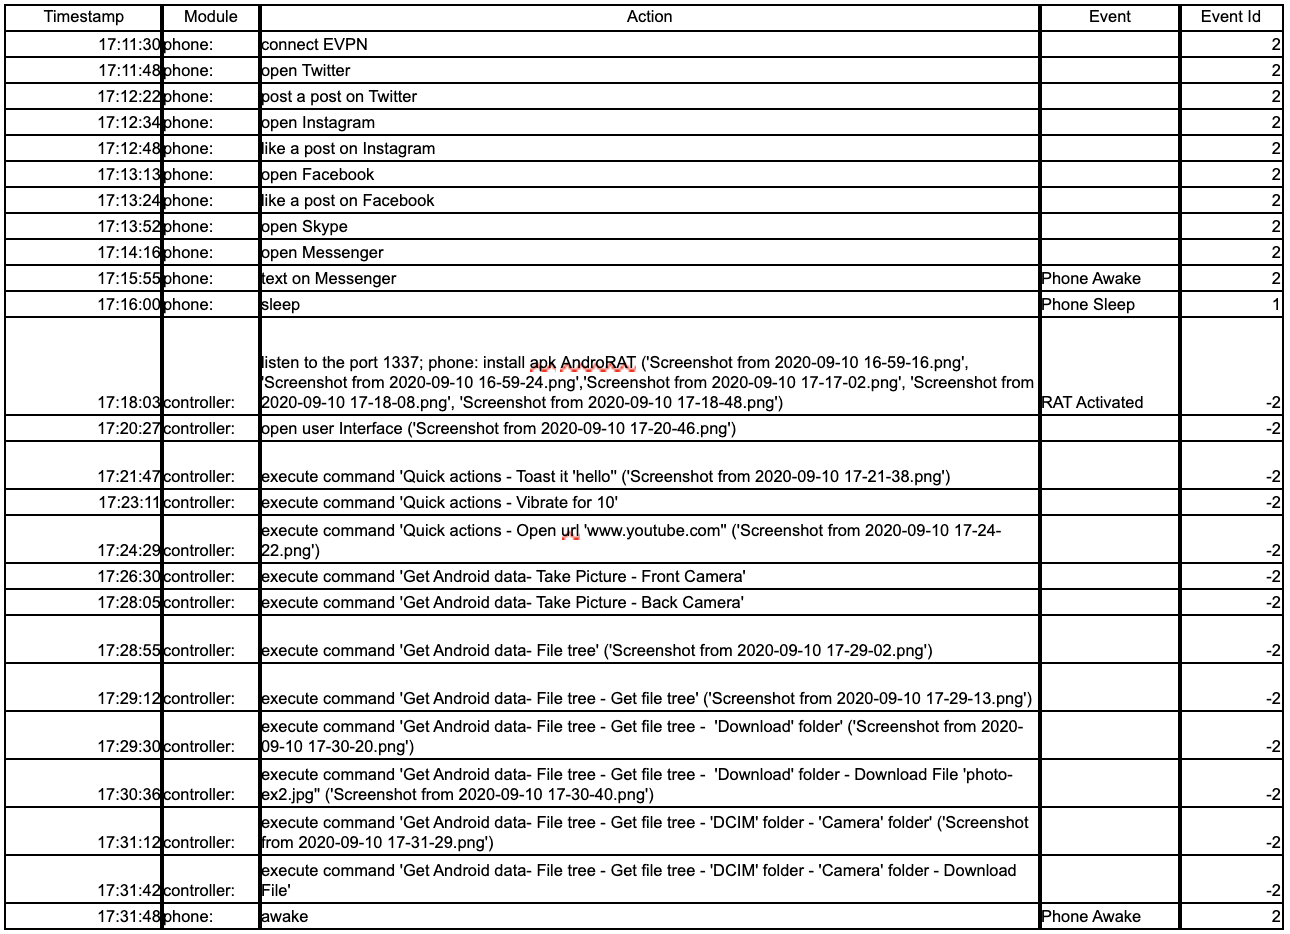 Timestamp Module Action Event Event Id
17:11:30 phone: connect EVPN 2
17:11:48 phone: open Twitter 2
17:12:22 phone: post a post on Twitter 2
17:12:34 phone: open Instagram 2
17:12:48 phone: like a post on Instagram 2
17:13:13 phone: open Facebook 2
17:13:24 phone: like a post on Facebook 2
17:13:52 phone: open Skype 2
17:14:16 phone: open Messenger 2
17:15:55 phone: text on Messenger Phone Awake 2
17:16:00 phone: sleep Phone Sleep 1
listen to the port 1337; phone: install apk AndroRAT ('Screenshot from 2020-09-10 16-59-16.png',
'Screenshot from 2020-09-10 16-59-24.png','Screenshot from 2020-09-10 17-17-02.png', 'Screenshot from
17:18:03 controller: 2020-09-10 17-18-08.png', 'Screenshot from 2020-09-10 17-18-48.png') RAT Activated -2
17:20:27 controller: open user Interface ('Screenshot from 2020-09-10 17-20-46.png') -2
17:21:47 controller: execute command 'Quick actions - Toast it 'hello'' ('Screenshot from 2020-09-10 17-21-38.png') -2
17:23:11 controller: execute command 'Quick actions - Vibrate for 10' -2
execute command 'Quick actions - Open url 'www.youtube.com'' ('Screenshot from 2020-09-10 17-24-
17:24:29 controller: 22.png') -2
17:26:30 controller: execute command 'Get Android data- Take Picture - Front Camera' -2
17:28:05 controller: execute command 'Get Android data- Take Picture - Back Camera' -2
17:28:55 controller: execute command 'Get Android data- File tree' ('Screenshot from 2020-09-10 17-29-02.png') -2
17:29:12 controller: execute command 'Get Android data- File tree - Get file tree' ('Screenshot from 2020-09-10 17-29-13.png') -2
execute command 'Get Android data- File tree - Get file tree -  'Download' folder' ('Screenshot from 2020-
17:29:30 controller: 09-10 17-30-20.png') -2
execute command 'Get Android data- File tree - Get file tree -  'Download' folder - Download File 'photo-
17:30:36 controller: ex2.jpg'' ('Screenshot from 2020-09-10 17-30-40.png') -2
execute command 'Get Android data- File tree - Get file tree - 'DCIM' folder - 'Camera' folder' ('Screenshot
17:31:12 controller: from 2020-09-10 17-31-29.png') -2
execute command 'Get Android data- File tree - Get file tree - 'DCIM' folder - 'Camera' folder - Download
17:31:42 controller: File' -2
17:31:48 phone: awake Phone Awake 2